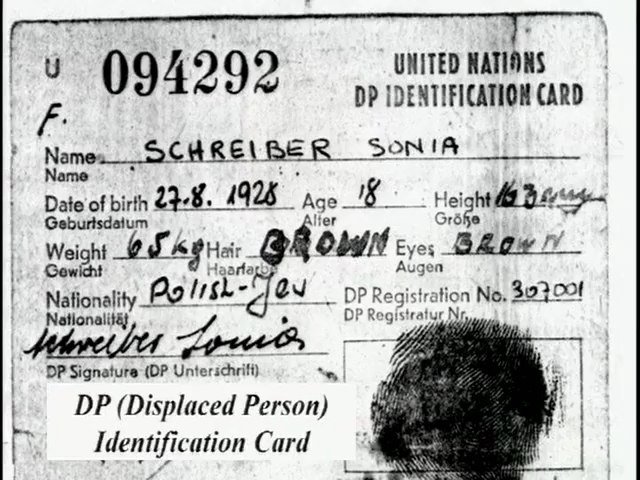 U 094292 UNITED NATIONS
DP IDENTIFICATION CARD
F.
Name SCHREIBER SONIA
Name
Date of birth 27.8. 1928 Age 18 Height 163
Geburtsdatum Alter Größe
Weight 65kg Hair BROWN Eyes BROWN
Gewicht Haarfarbe Augen
Nationality Polish-Jew DP Registration No. 307001
Nationalität DP Registratur Nr.
Schreiber Sonia
DP Signature (DP Unterschrift)
DP (Displaced Person)
Identification Card